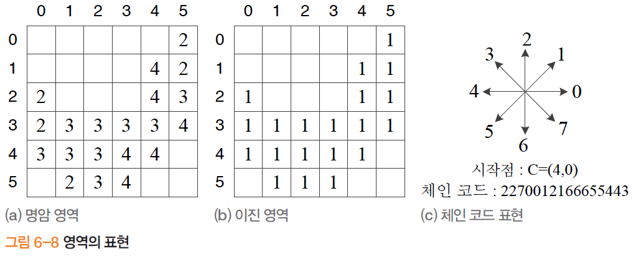 0 1 2 3 4 5
0 2
1 4 2
2 2 4 3
3 2 3 3 3 3 4
4 3 3 3 4 4
5 2 3 4
(a) 명암 영역
0 1 2 3 4 5
0 1
1 1 1
2 1 1 1
3 1 1 1 1 1 1
4 1 1 1 1 1
5 1 1 1
(b) 이진 영역
2
3 1
4 0
5 7
6
시작점 : C=(4,0)
체인 코드 : 2270012166655443
(c) 체인 코드 표현
그림 6-8 영역의 표현